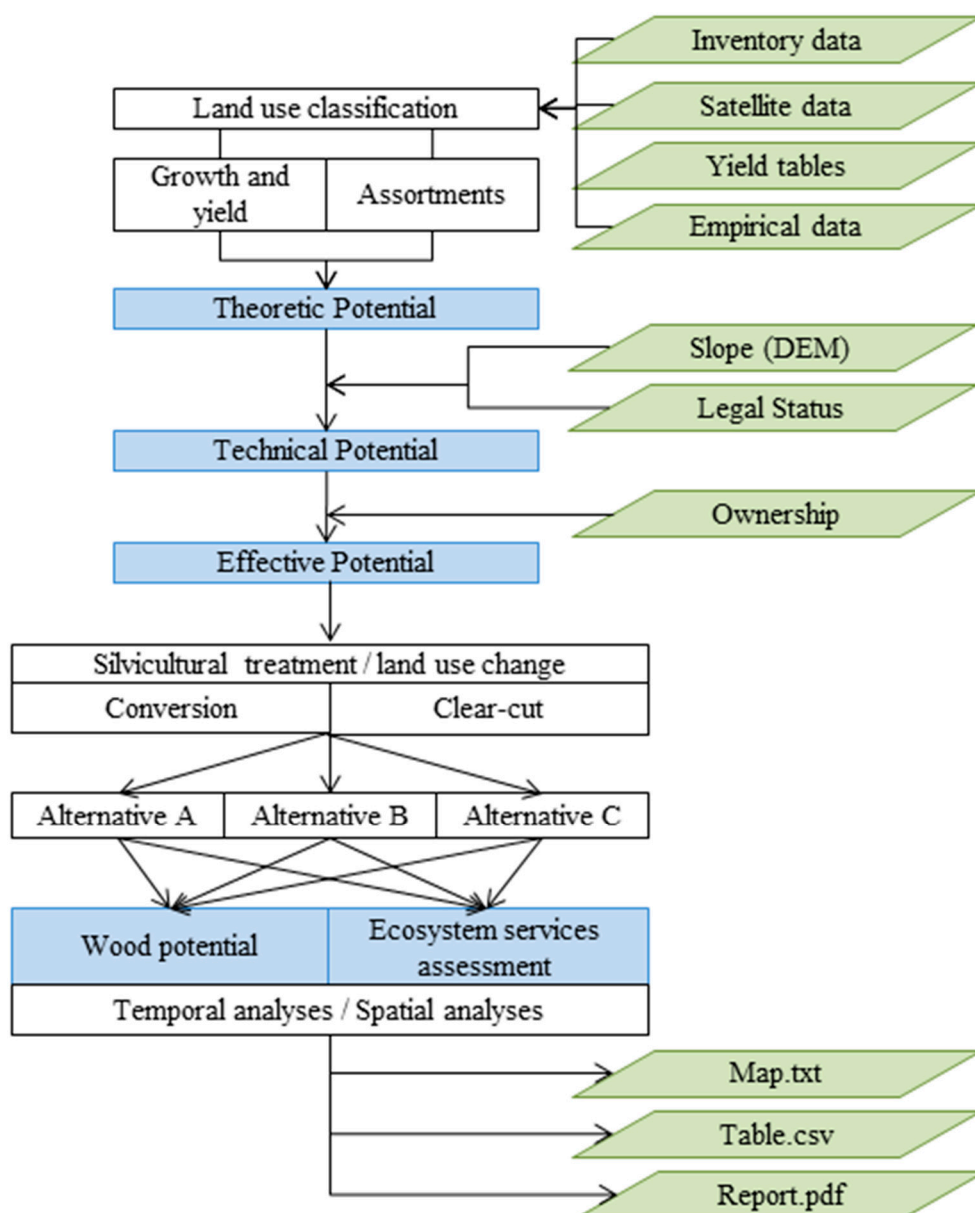 Inventory data
Land use classification
Satellite data
Growth and
yield
Assortments
Yield tables
Empirical data
Theoretic Potential
Slope (DEM)
Legal Status
Technical Potential
Ownership
Effective Potential
Silvicultural treatment / land use change
Conversion
Clear-cut
Alternative A
Alternative B
Alternative C
Wood potential
Ecosystem services
assessment
Temporal analyses / Spatial analyses
Map.txt
Table.csv
Report.pdf